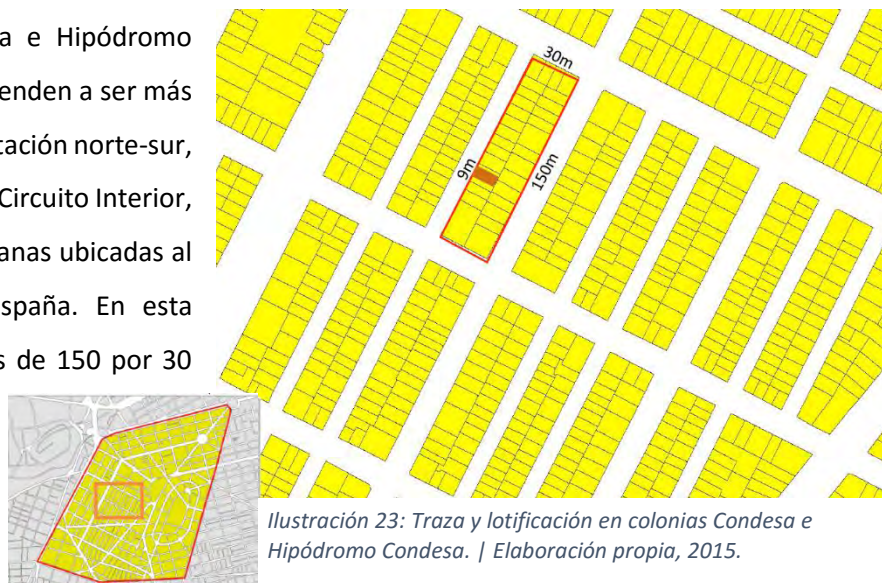 a e Hipódromo
enden a ser más
tación norte-sur,
Circuito Interior,
anas ubicadas al
spaña. En esta
s de 150 por 30
30m
9m
150m
Ilustración 23: Traza y lotificación en colonias Condesa e
Hipódromo Condesa. | Elaboración propia, 2015.